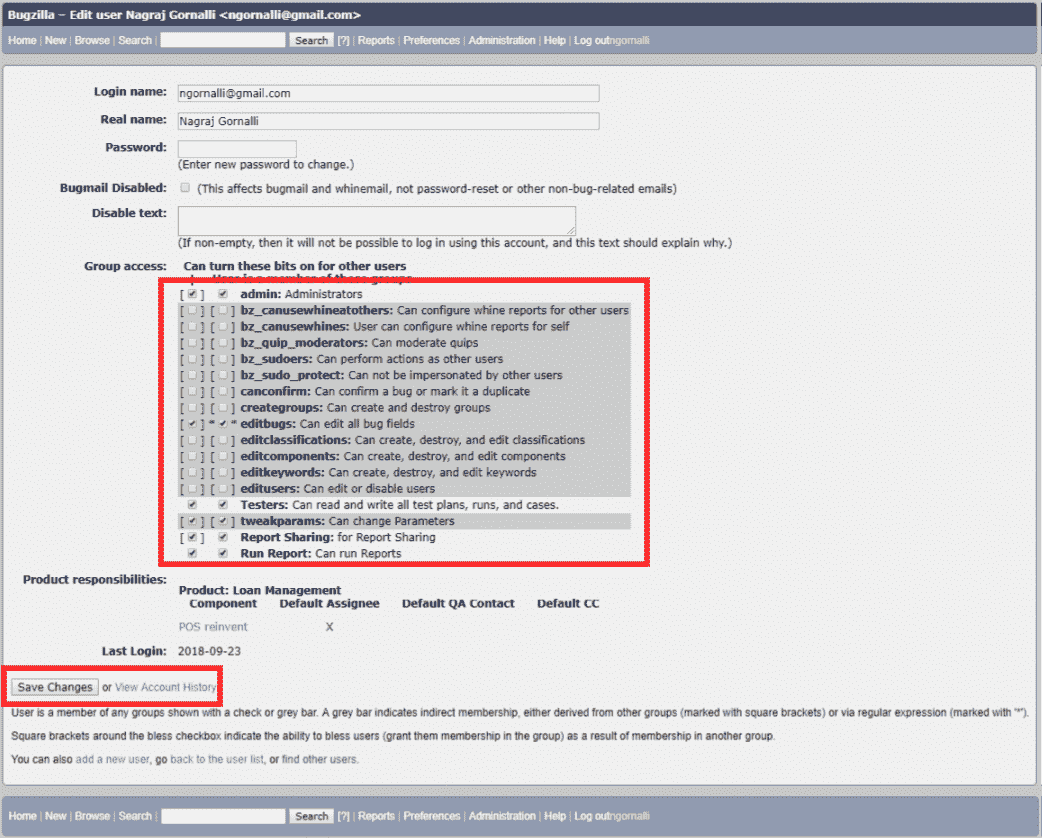 Bugzilla – Edit user Nagraj Gornalli <ngornalli@gmail.com>
Home | New | Browse | Search | Search [?] | Reports | Preferences | Administration | Help | Log out ngornalli
Login name: ngornalli@gmail.com
Real name: Nagraj Gornalli
Password:
(Enter new password to change.)
Bugmail Disabled: (This affects bugmail and whinemail, not password-reset or other non-bug-related emails)
Disable text:
(If non-empty, then it will not be possible to log in using this account, and this text should explain why.)
Group access: Can turn these bits on for other users
User is a member of these groups
[ ] admin: Administrators
[ ] [ ] bz_canusewhineatothers: Can configure whine reports for other users
[ ] [ ] bz_canusewhines: User can configure whine reports for self
[ ] [ ] bz_quip_moderators: Can moderate quips
[ ] [ ] bz_sudoers: Can perform actions as other users
[ ] [ ] bz_sudo_protect: Can not be impersonated by other users
[ ] [ ] canconfirm: Can confirm a bug or mark it a duplicate
[ ] [ ] creategroups: Can create and destroy groups
[ ] * * editbugs: Can edit all bug fields
[ ] [ ] editclassifications: Can create, destroy, and edit classifications
[ ] [ ] editcomponents: Can create, destroy, and edit components
[ ] [ ] editkeywords: Can create, destroy, and edit keywords
[ ] [ ] editusers: Can edit or disable users
Testers: Can read and write all test plans, runs, and cases.
[ ] [ ] tweakparams: Can change Parameters
[ ] Report Sharing: for Report Sharing
Run Report: Can run Reports
Product responsibilities:
Product: Loan Management
Component Default Assignee Default QA Contact Default CC
POS reinvent X
Last Login: 2018-09-23
Save Changes or View Account History
User is a member of any groups shown with a check or grey bar. A grey bar indicates indirect membership, either derived from other groups (marked with square brackets) or via regular expression (marked with '*').
Square brackets around the bless checkbox indicate the ability to bless users (grant them membership in the group) as a result of membership in another group.
You can also add a new user, go back to the user list, or find other users.
Home | New | Browse | Search | Search [?] | Reports | Preferences | Administration | Help | Log out ngornalli